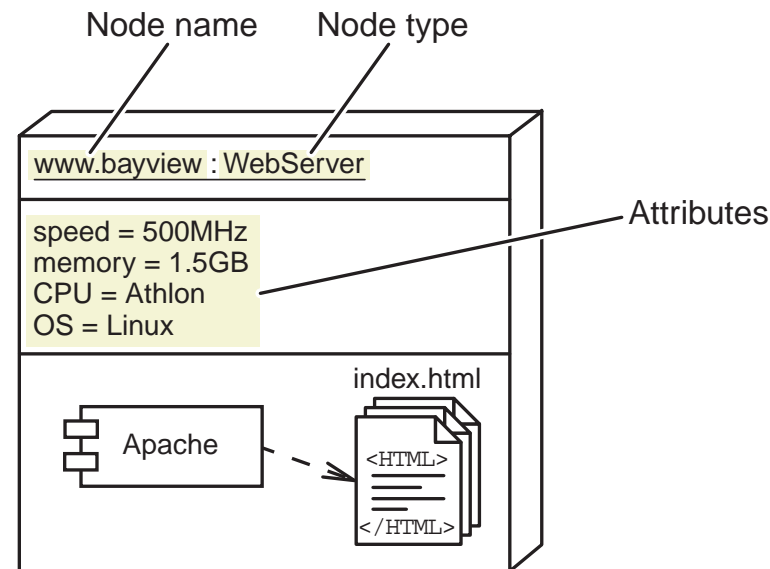 Node name Node type
www.bayview : WebServer
Attributes
speed = 500MHz
memory = 1.5GB
CPU = Athlon
OS = Linux
index.html
Apache
<HTML>
</HTML>